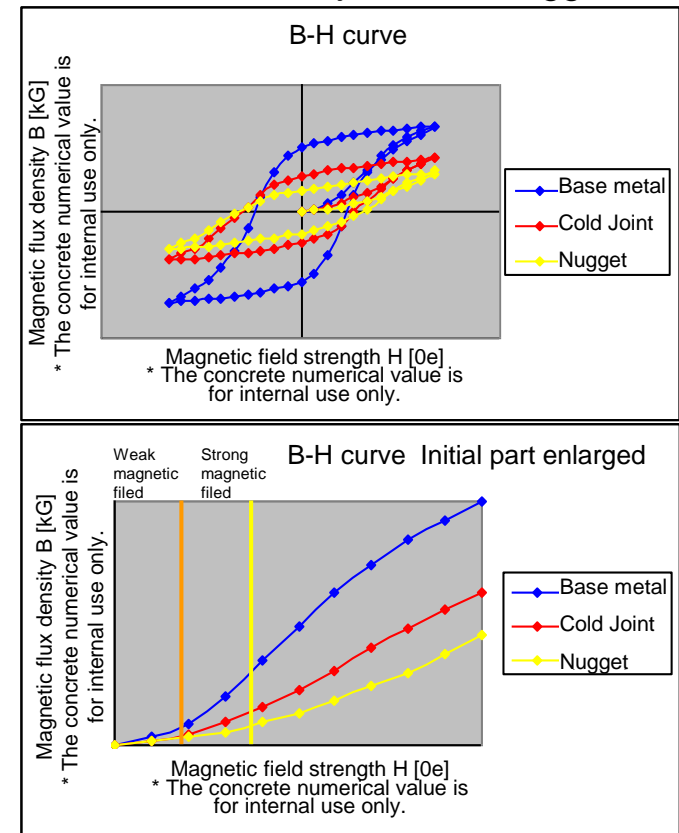 B-H curve
Magnetic flux density B [kG]
* The concrete numerical value is
for internal use only.
Base metal
Cold Joint
Nugget
Magnetic field strength H [0e]
* The concrete numerical value is
for internal use only.
Weak
magnetic
filed
Strong
magnetic
filed
B-H curve Initial part enlarged
Magnetic flux density B [kG]
* The concrete numerical value is
for internal use only.
Base metal
Cold Joint
Nugget
Magnetic field strength H [0e]
* The concrete numerical value is
for internal use only.